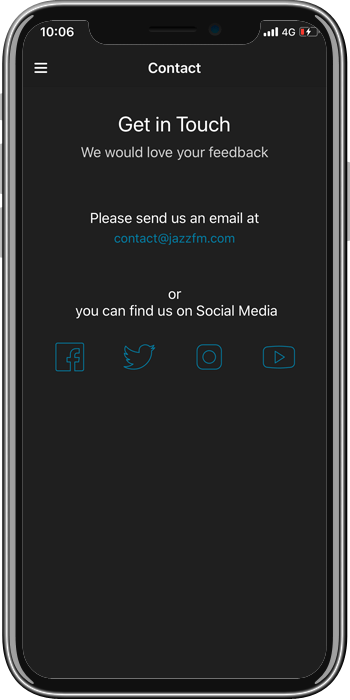 10:06
4G
Contact
Get in Touch
We would love your feedback
Please send us an email at
contact@jazzfm.com
or
you can find us on Social Media